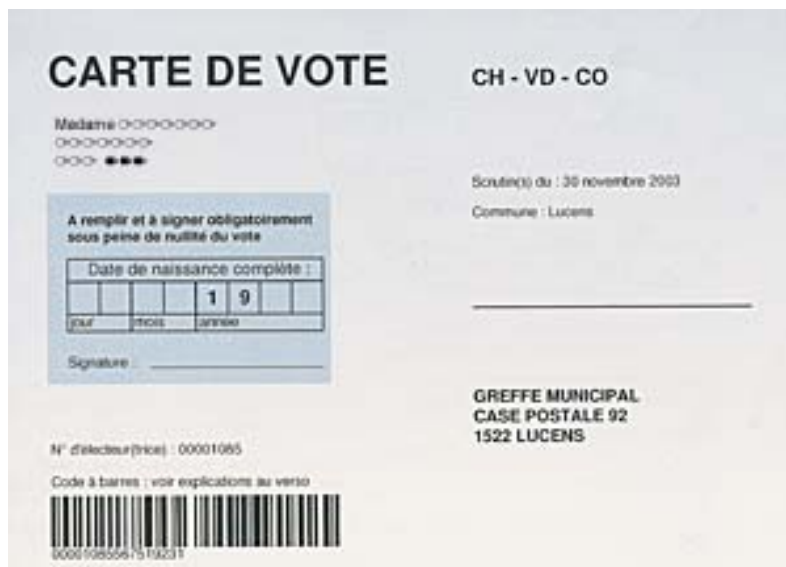 CARTE DE VOTE
CH - VD - CO
Madame
Scrutin(s) du : 30 novembre 2003
Commune : Lucens
A remplir et à signer obligatoirement
sous peine de nullité du vote
Date de naissance complète :
1 9
jour mois année
Signature :
GREFFE MUNICIPAL
CASE POSTALE 92
1522 LUCENS
N° d'électeur(trice) : 00001085
Code à barres : voir explications au verso
00001085567519231